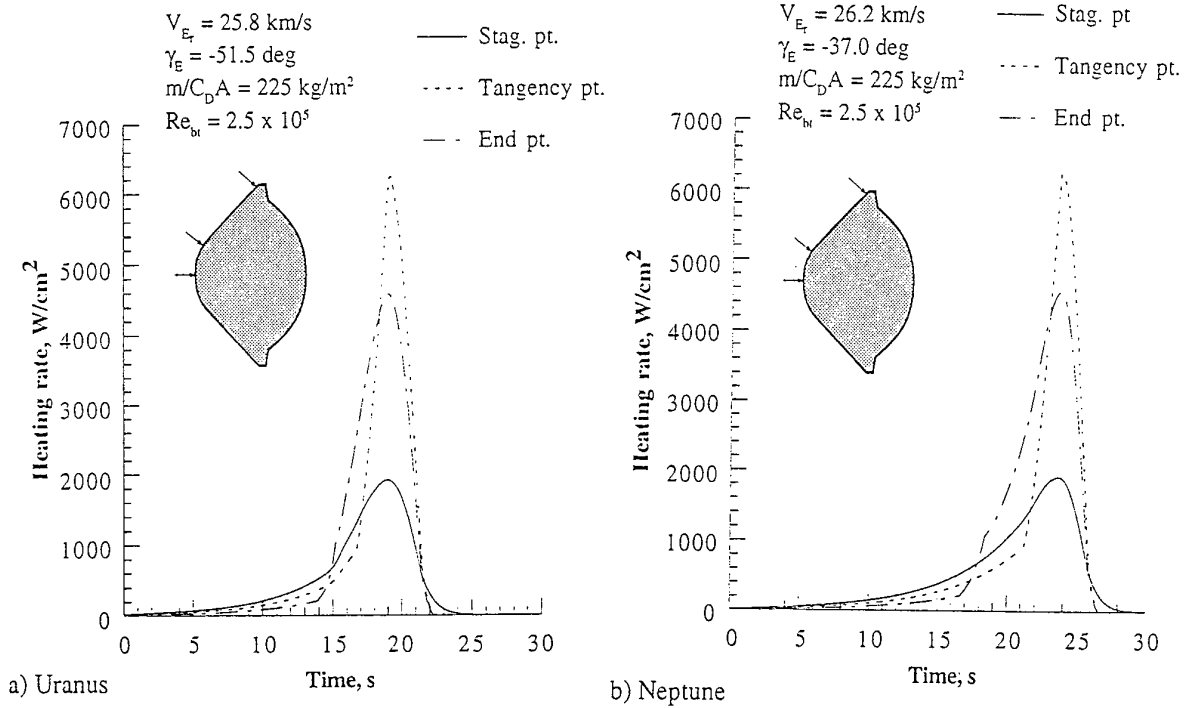 V_Er = 25.8 km/s
γ_E = -51.5 deg
m/C_DA = 225 kg/m²
Re_bt = 2.5 x 10⁵
Stag. pt.
Tangency pt.
End pt.
7000
6000
5000
4000
3000
2000
1000
0
Heating rate, W/cm²
0 5 10 15 20 25 30
Time, s
a) Uranus
V_Er = 26.2 km/s
γ_E = -37.0 deg
m/C_DA = 225 kg/m²
Re_bt = 2.5 x 10⁵
Stag. pt
Tangency pt.
End pt.
7000
6000
5000
4000
3000
2000
1000
0
Heating rate, W/cm²
0 5 10 15 20 25 30
Time, s
b) Neptune